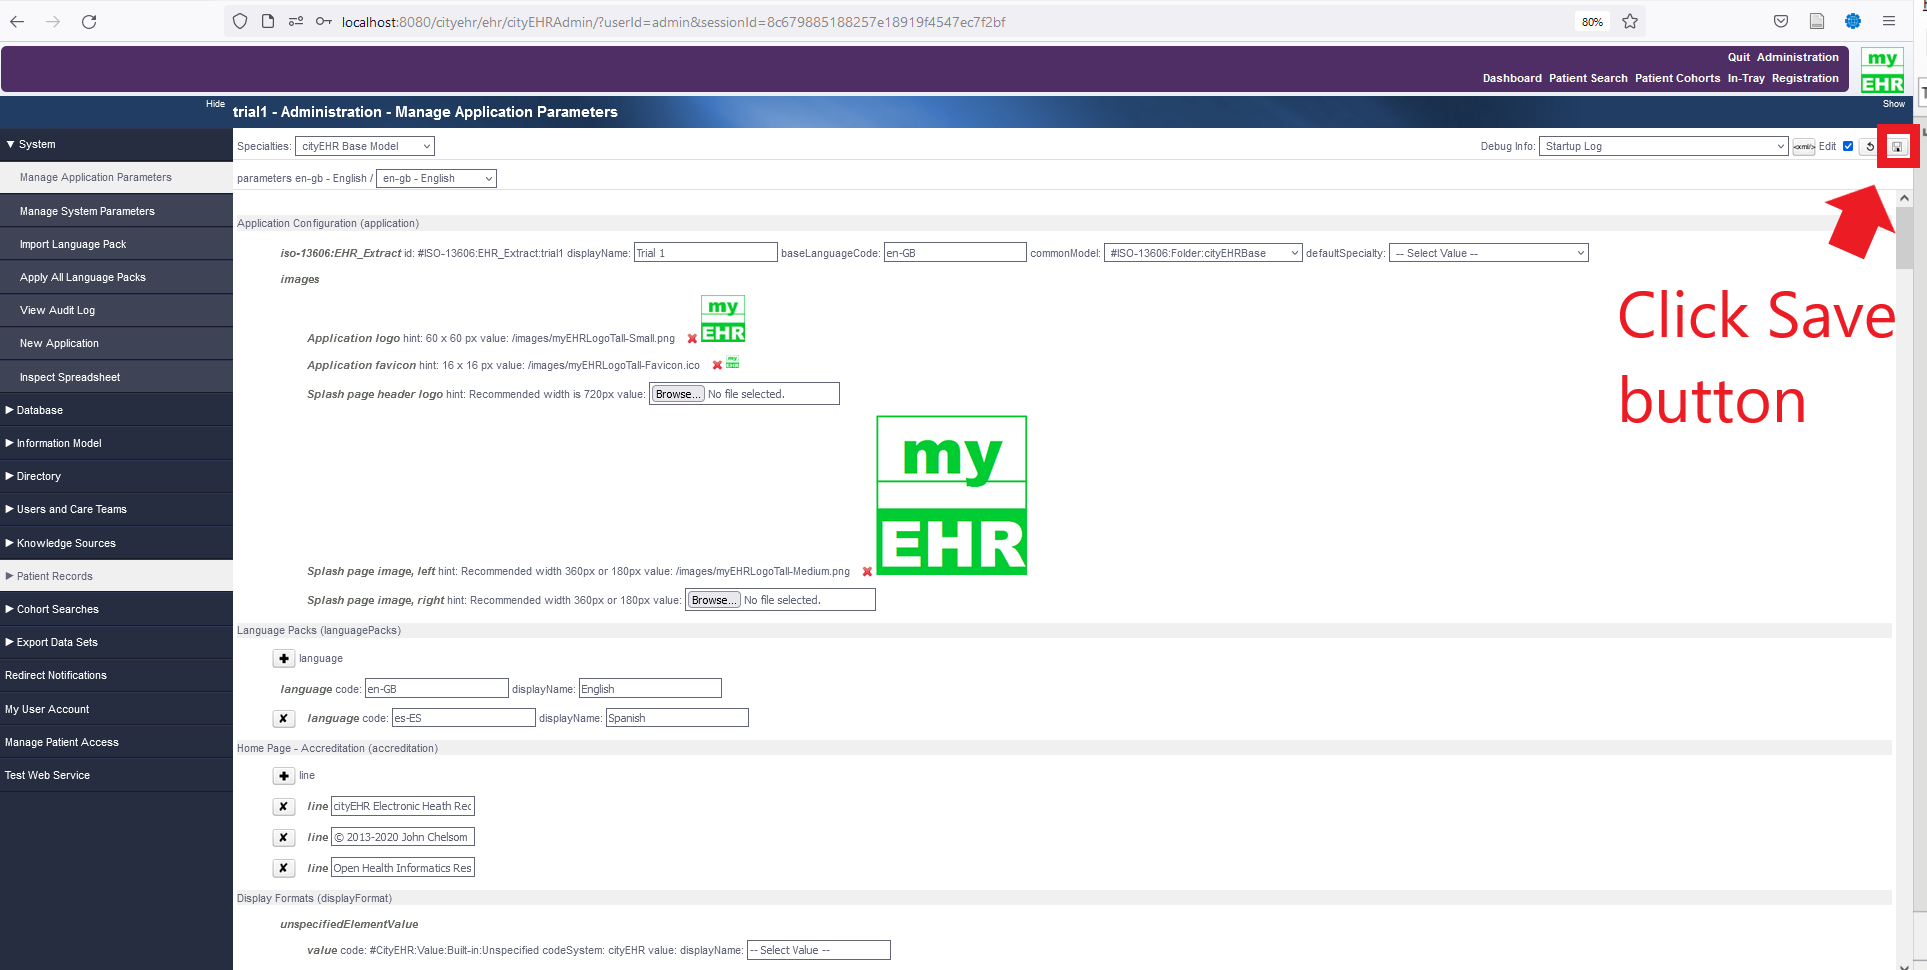 localhost:8080/cityehr/ehr/cityEHRAdmin/?userId=admin&sessionId=8c679885188257e18919f4547ec7f2bf
80%
Quit Administration
Dashboard Patient Search Patient Cohorts In-Tray Registration
my
EHR
Hide
trial1 - Administration - Manage Application Parameters
Show
System
Manage Application Parameters
Manage System Parameters
Import Language Pack
Apply All Language Packs
View Audit Log
New Application
Inspect Spreadsheet
Database
Information Model
Directory
Users and Care Teams
Knowledge Sources
Patient Records
Cohort Searches
Export Data Sets
Redirect Notifications
My User Account
Manage Patient Access
Test Web Service
Specialties: cityEHR Base Model
Debug Info: Startup Log <xml/> Edit
parameters en-gb - English / en-gb - English
Application Configuration (application)
iso-13606:EHR_Extract id: #ISO-13606:EHR_Extract:trial1 displayName: Trial 1 baseLanguageCode: en-GB commonModel: #ISO-13606:Folder:cityEHRBase defaultSpecialty: -- Select Value --
images
my
EHR
Application logo hint: 60 x 60 px value: /images/myEHRLogoTall-Small.png
Application favicon hint: 16 x 16 px value: /images/myEHRLogoTall-Favicon.ico
Splash page header logo hint: Recommended width is 720px value: Browse... No file selected.
my
EHR
Splash page image, left hint: Recommended width 360px or 180px value: /images/myEHRLogoTall-Medium.png
Splash page image, right hint: Recommended width 360px or 180px value: Browse... No file selected.
Click Save
button
Language Packs (languagePacks)
language
language code: en-GB displayName: English
language code: es-ES displayName: Spanish
Home Page - Accreditation (accreditation)
line
line cityEHR Electronic Heath Rec
line © 2013-2020 John Chelsom
line Open Health Informatics Res
Display Formats (displayFormat)
unspecifiedElementValue
value code: #CityEHR:Value:Built-in:Unspecified codeSystem: cityEHR value: displayName: -- Select Value --